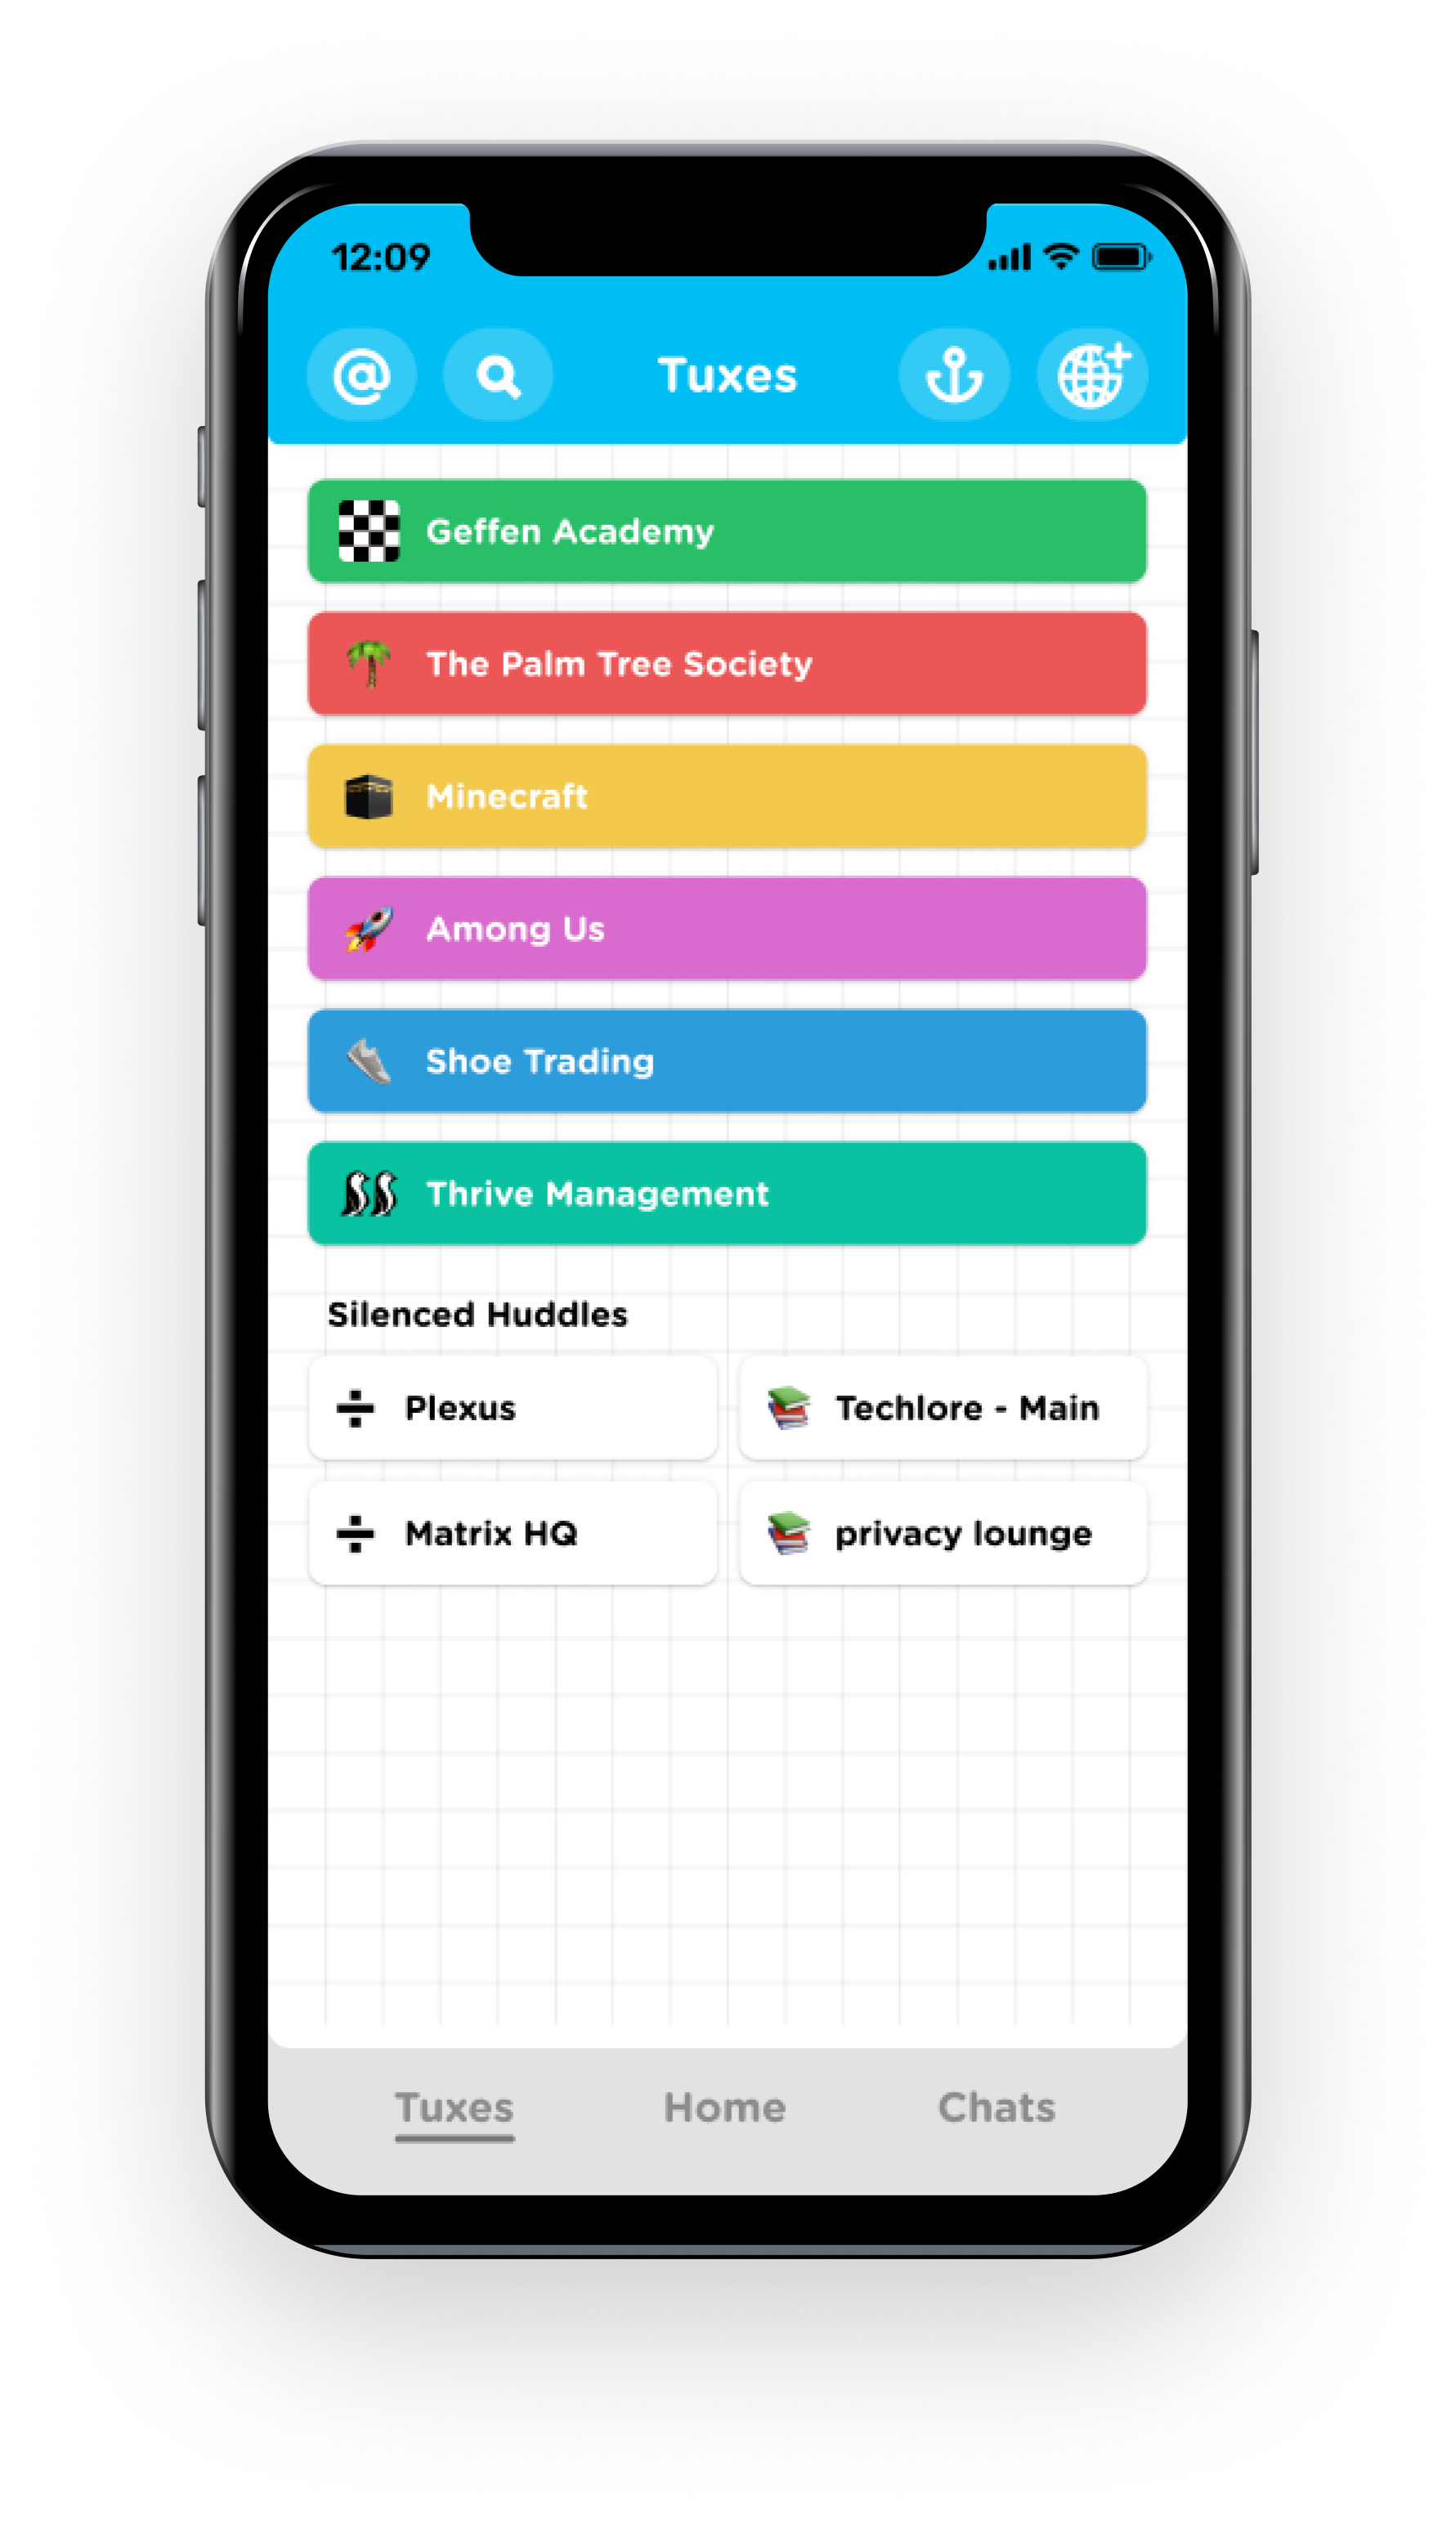 12:09
@
Tuxes
Geffen Academy
The Palm Tree Society
Minecraft
Among Us
Shoe Trading
Thrive Management
Silenced Huddles
÷ Plexus
Techlore - Main
÷ Matrix HQ
privacy lounge
Tuxes Home Chats